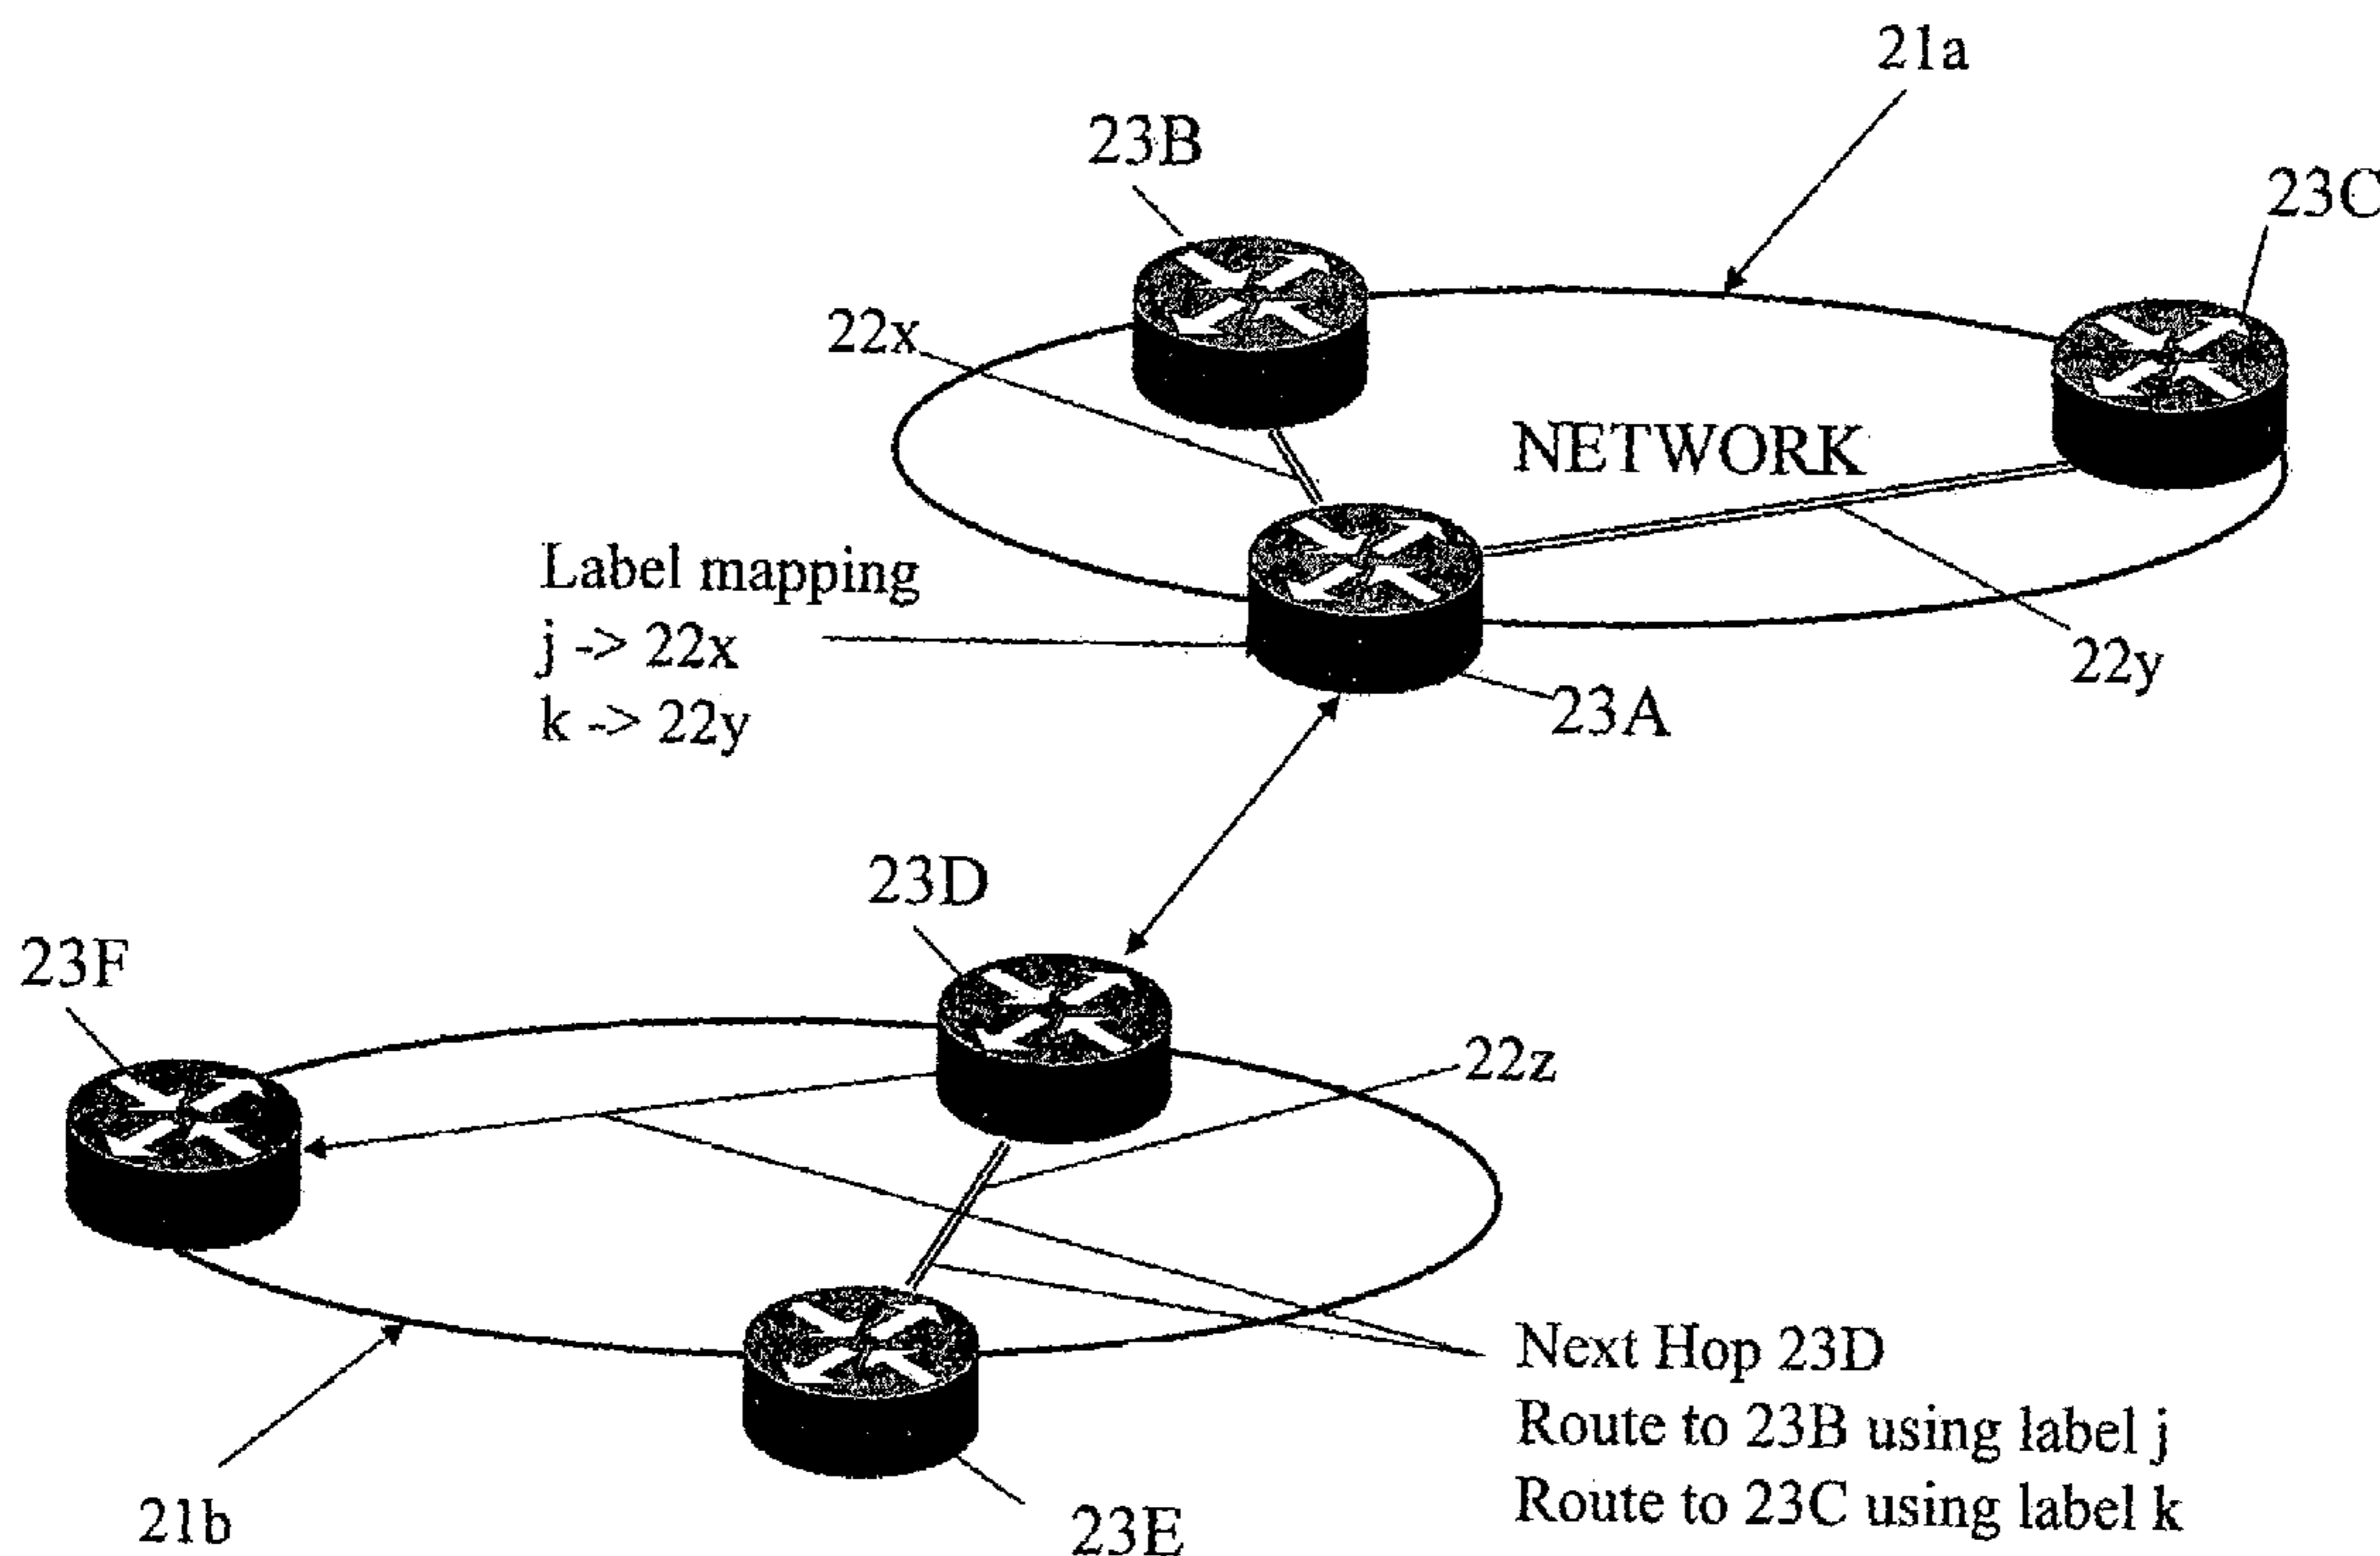 21a
23B
23C
22x
NETWORK
Label mapping
j -> 22x
k -> 22y
22y
23A
23D
23F
22z
Next Hop 23D
Route to 23B using label j
Route to 23C using label k
21b
23E